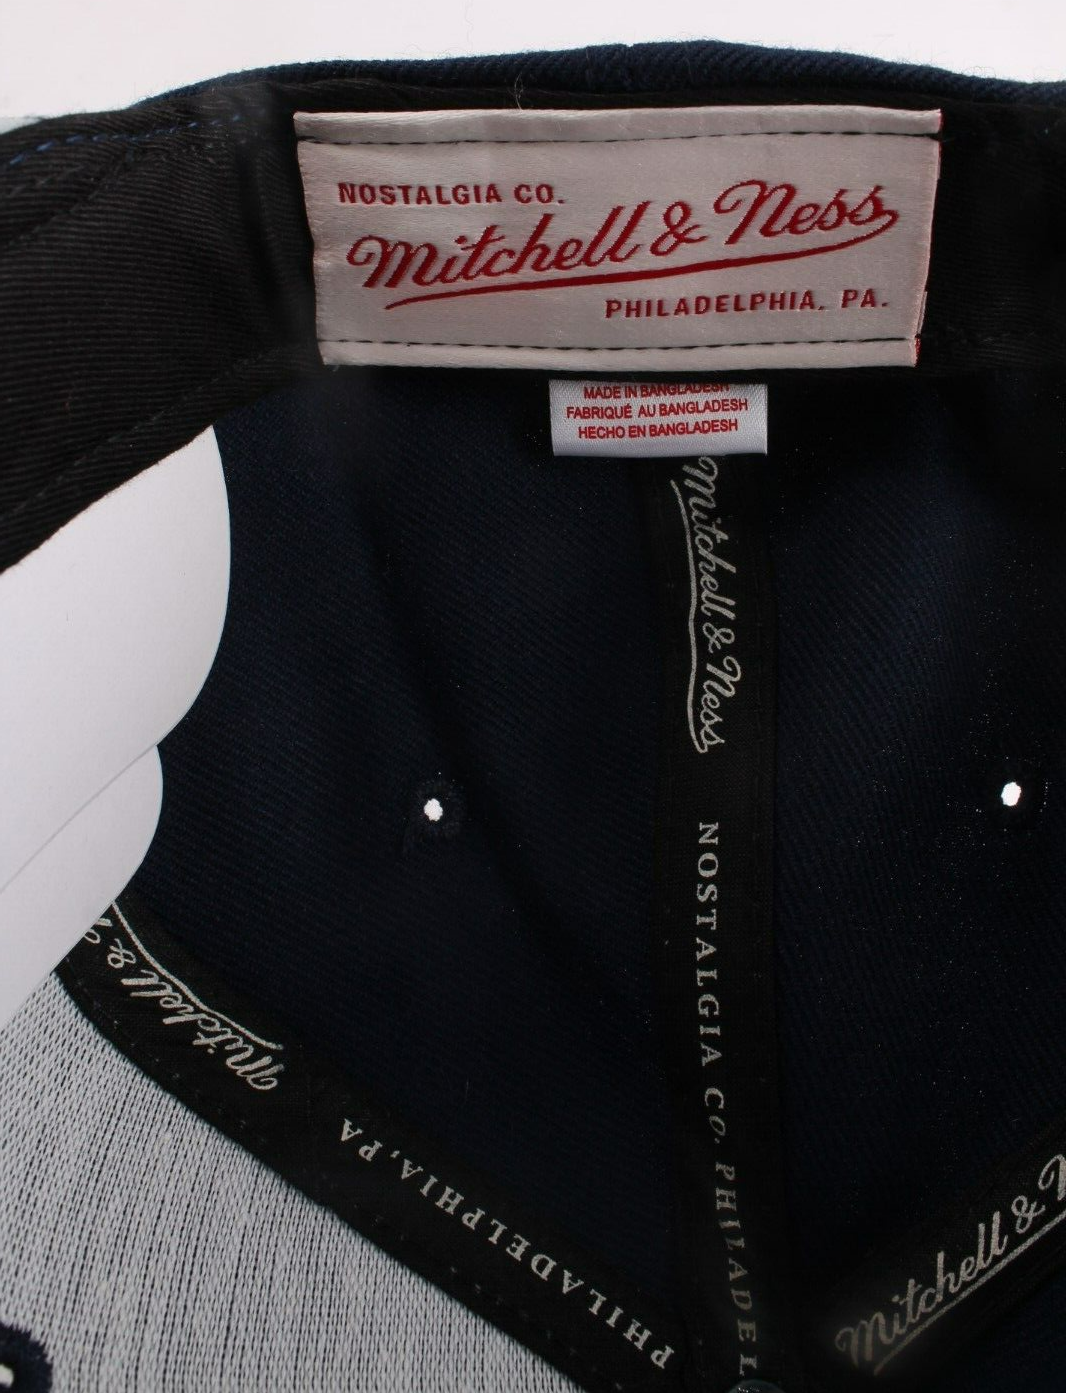 NOSTALGIA CO.
Mitchell & Ness
PHILADELPHIA, PA.
MADE IN BANGLADESH
FABRIQUÉ AU BANGLADESH
HECHO EN BANGLADESH
Mitchell & Ness
NOSTALGIA CO. PHILADEL
Mitchell &
PHILADELPHIA, PA
Mitchell & N